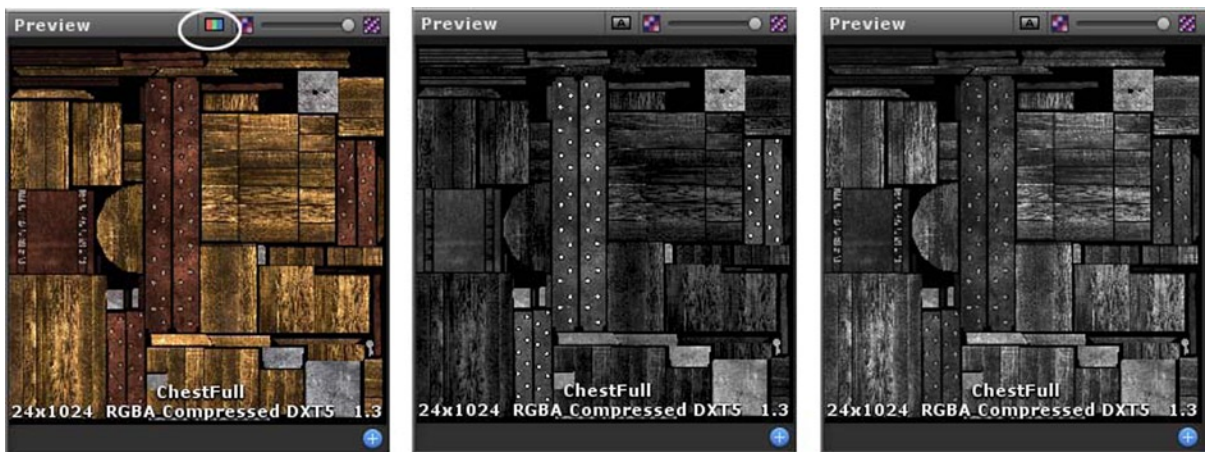 Preview
ChestFull
24x1024 RGBA Compressed DXT5 1.3
Preview
A
ChestFull
24x1024 RGBA Compressed DXT5 1.3
Preview
A
ChestFull
24x1024 RGBA Compressed DXT5 1.3